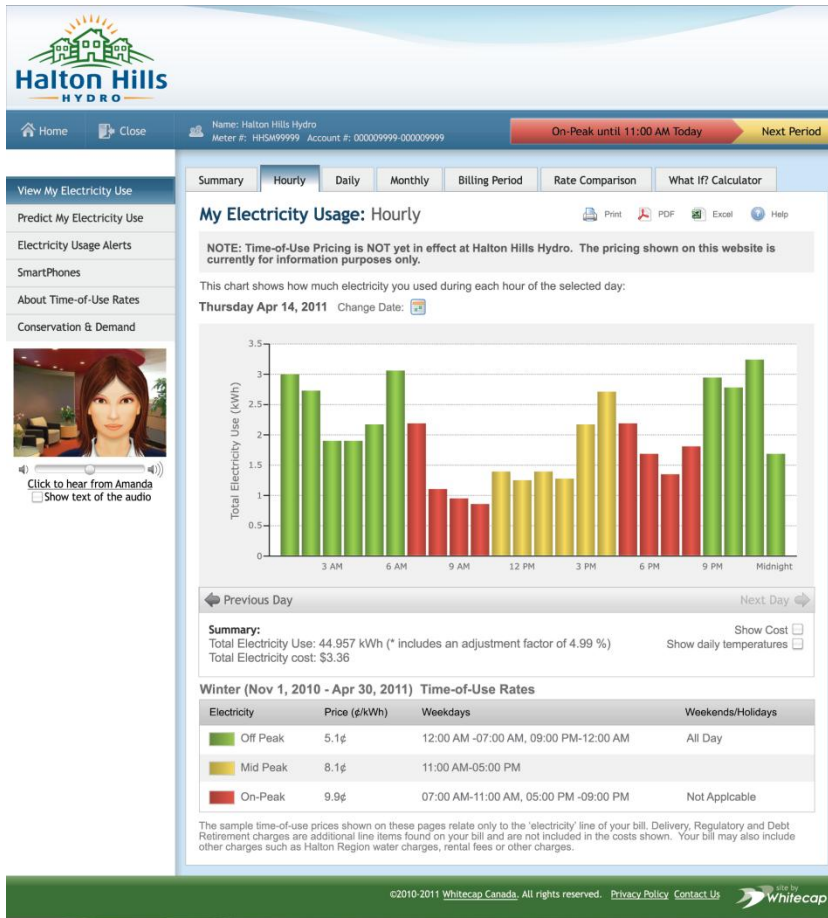 Halton Hills
HYDRO
Home
Close
Name: Halton Hills Hydro
Meter #: HHSM99999 Account #: 000009999-000009999
On-Peak until 11:00 AM Today
Next Period
View My Electricity Use
Predict My Electricity Use
Electricity Usage Alerts
SmartPhones
About Time-of-Use Rates
Conservation & Demand
Click to hear from Amanda
Show text of the audio
Summary Hourly Daily Monthly Billing Period Rate Comparison What If? Calculator
My Electricity Usage: Hourly
Print PDF Excel Help
NOTE: Time-of-Use Pricing is NOT yet in effect at Halton Hills Hydro. The pricing shown on this website is
currently for information purposes only.
This chart shows how much electricity you used during each hour of the selected day:
Thursday Apr 14, 2011 Change Date:
Total Electricity Use (kWh)
3.5
3
2.5
2
1.5
1
0.5
0
3 AM 6 AM 9 AM 12 PM 3 PM 6 PM 9 PM Midnight
Previous Day Next Day
Summary:
Total Electricity Use: 44.957 kWh (* includes an adjustment factor of 4.99 %)
Total Electricity cost: $3.36
Show Cost
Show daily temperatures
Winter (Nov 1, 2010 - Apr 30, 2011) Time-of-Use Rates
Electricity Price (¢/kWh) Weekdays Weekends/Holidays
Off Peak 5.1¢ 12:00 AM -07:00 AM, 09:00 PM-12:00 AM All Day
Mid Peak 8.1¢ 11:00 AM-05:00 PM
On-Peak 9.9¢ 07:00 AM-11:00 AM, 05:00 PM -09:00 PM Not Applcable
The sample time-of-use prices shown on these pages relate only to the 'electricity' line of your bill. Delivery, Regulatory and Debt
Retirement charges are additional line items found on your bill and are not included in the costs shown. Your bill may also include
other charges such as Halton Region water charges, rental fees or other charges.
©2010-2011 Whitecap Canada. All rights reserved. Privacy Policy Contact Us
site by
Whitecap